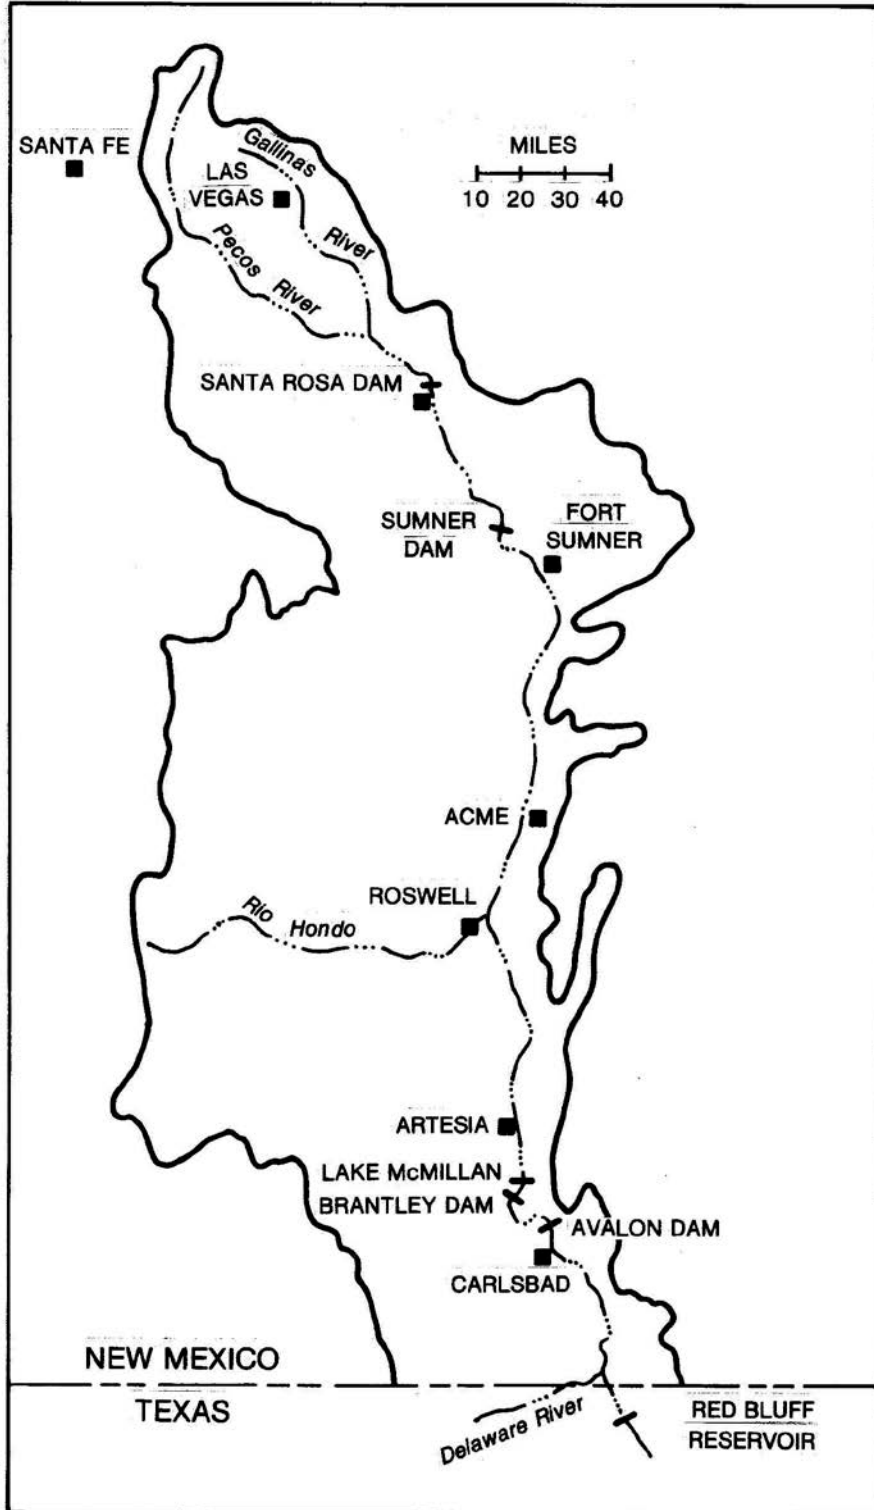 SANTA FE
Gallinas
River
LAS
VEGAS
MILES
10 20 30 40
Pecos
River
SANTA ROSA DAM
SUMNER
DAM
FORT
SUMNER
ACME
ROSWELL
Rio
Hondo
ARTESIA
LAKE McMILLAN
BRANTLEY DAM
AVALON DAM
CARLSBAD
NEW MEXICO
TEXAS
Delaware River
RED BLUFF
RESERVOIR